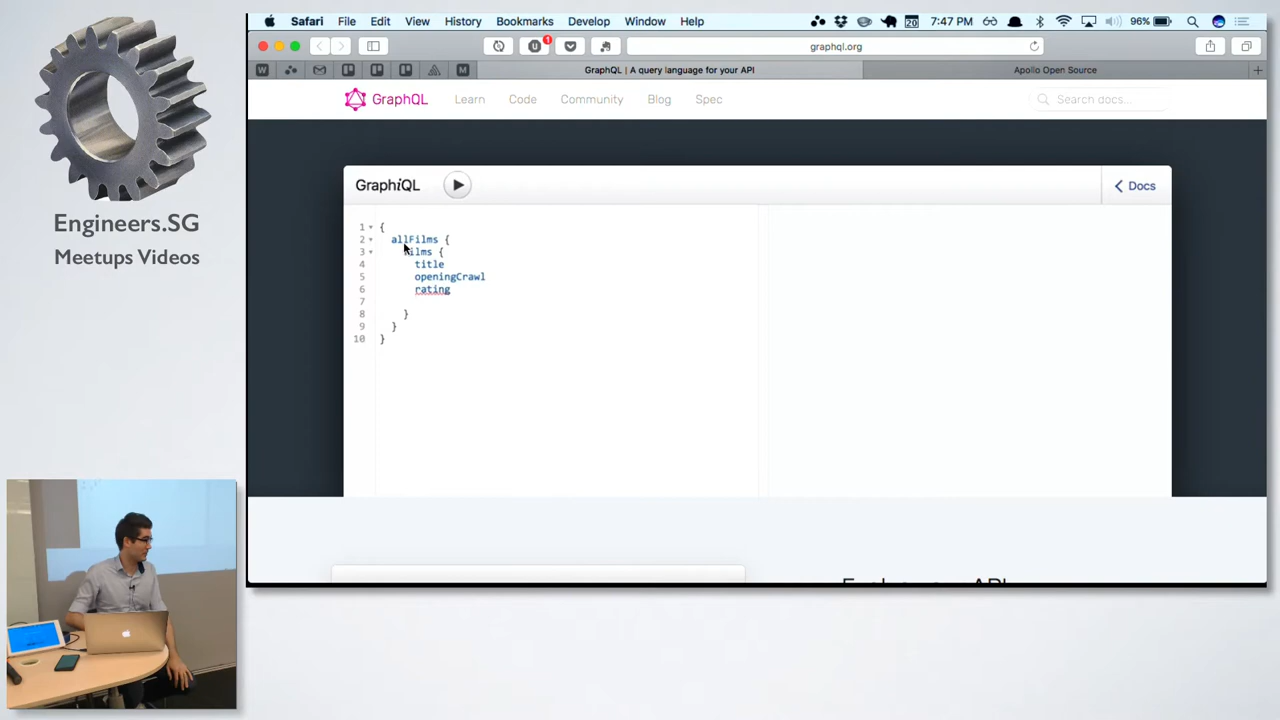 Safari File Edit View History Bookmarks Develop Window Help 20 7:47 PM 96%
1 graphql.org
W M GraphQL | A query language for your API Apollo Open Source +
GraphQL Learn Code Community Blog Spec Search docs...
GraphiQL Docs
1 {
2 allFilms {
3 films {
4 title
5 openingCrawl
6 rating
7
8 }
9 }
10 }
Engineers.SG
Meetups Videos